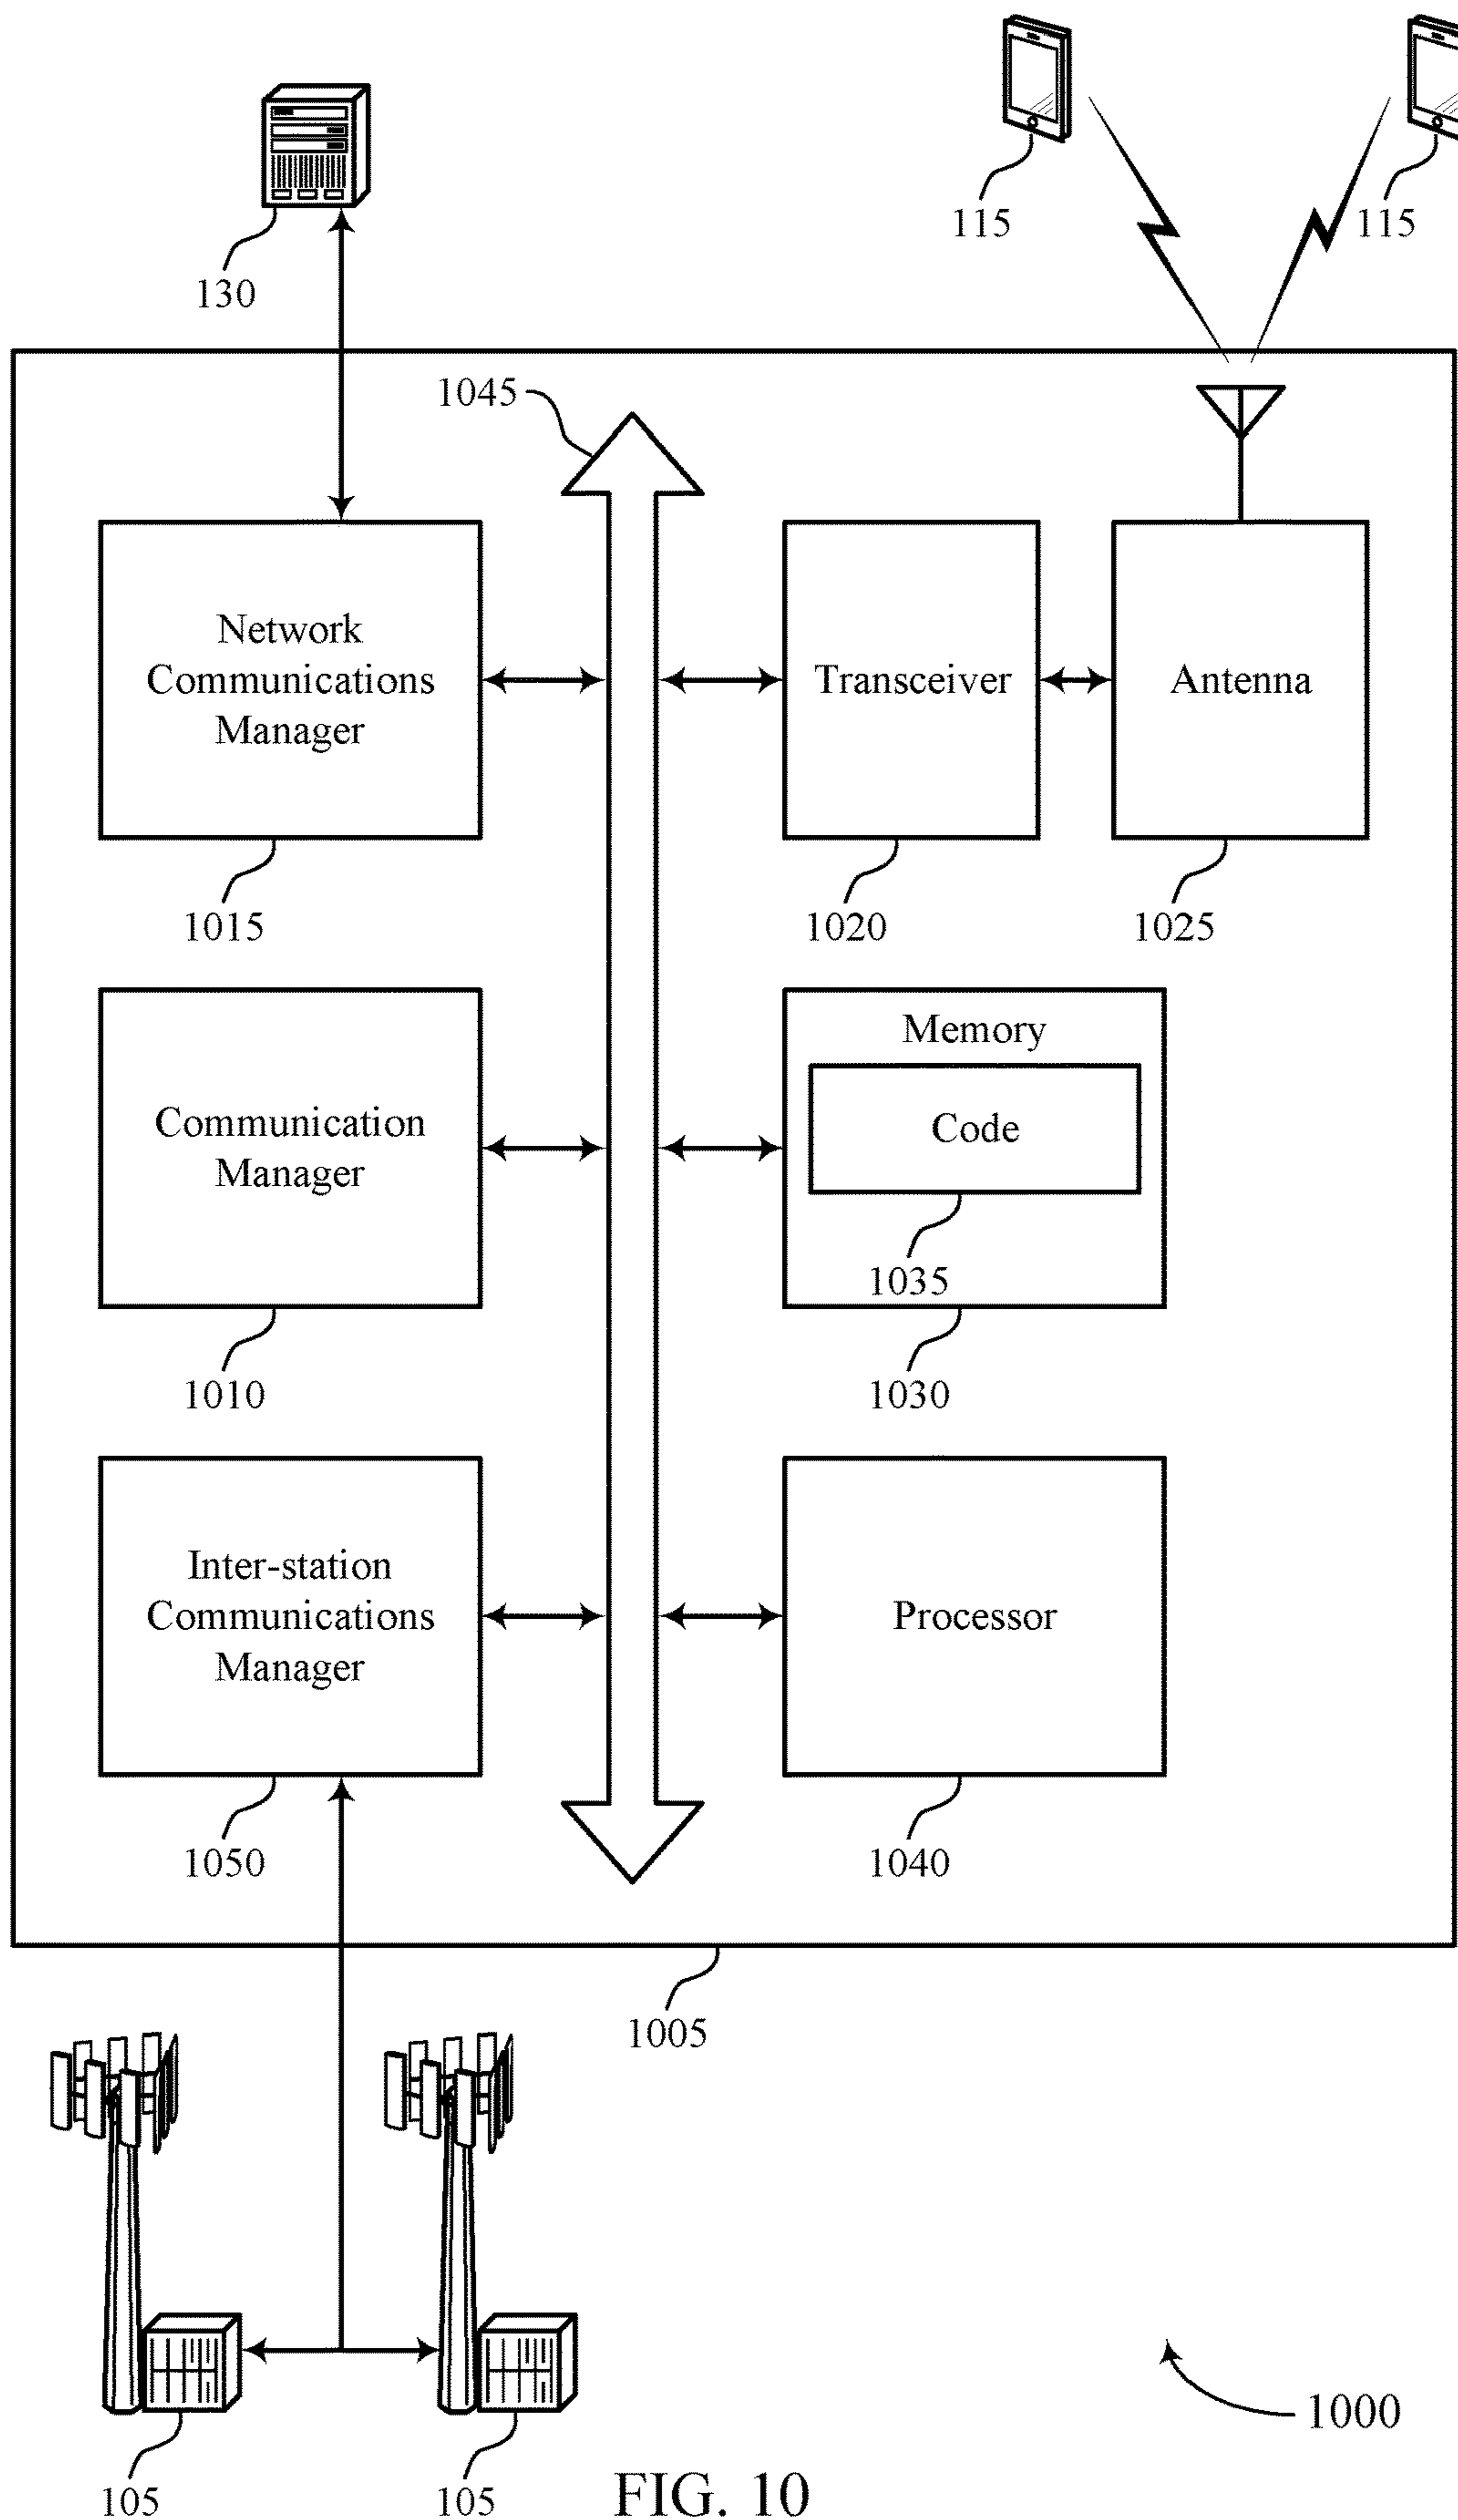 115
115
130
1045
Network
Communications
Manager
Transceiver
Antenna
1015
1020
1025
Memory
Code
Communication
Manager
1035
1010
1030
Inter-station
Communications
Manager
Processor
1050
1040
1005
1000
105
105
FIG. 10